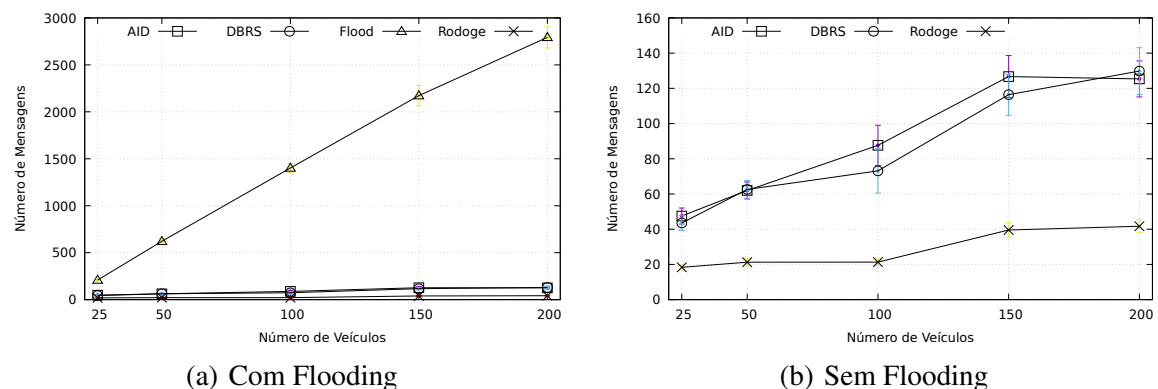 AID DBRS Flood Rodoge
3000
2500
2000
1500
1000
500
0
Número de Mensagens
25 50 100 150 200
Número de Veículos
(a) Com Flooding
AID DBRS Rodoge
160
140
120
100
80
60
40
20
0
Número de Mensagens
25 50 100 150 200
Número de Veículos
(b) Sem Flooding